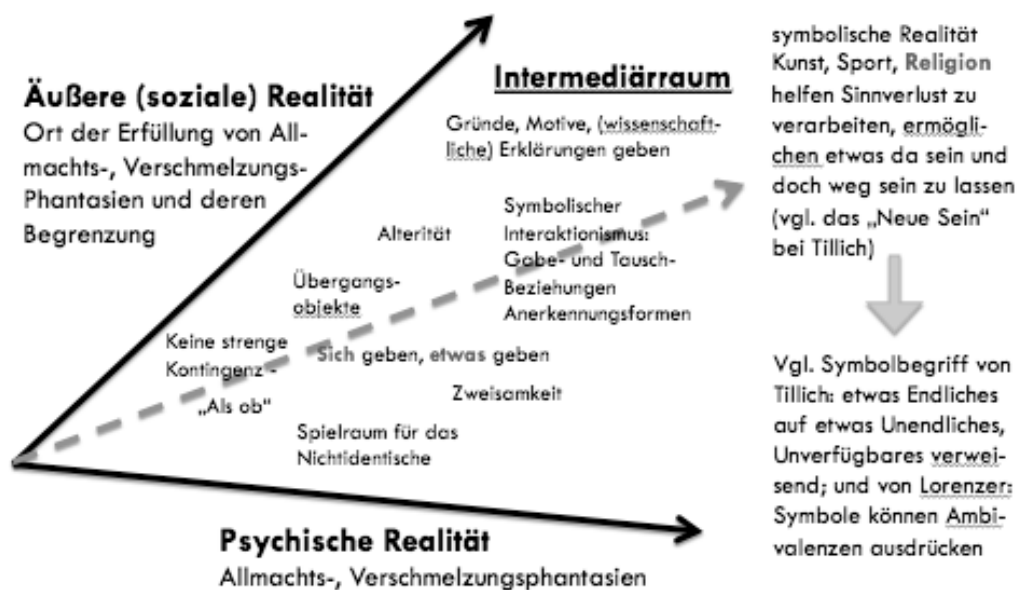 Äußere (soziale) Realität
Ort der Erfüllung von All-
machts-, Verschmelzungs-
Phantasien und deren
Begrenzung
Intermediärraum
Gründe, Motive, (wissenschaft-
liche) Erklärungen geben
Symbolischer
Interaktionismus:
Gabe- und Tausch-
Beziehungen
Anerkennungsformen
Alterität
Übergangs-
objekte
Keine strenge
Kontingenz -
„Als ob“
Sich geben, etwas geben
Zweisamkeit
Spielraum für das
Nichtidentische
Psychische Realität
Allmachts-, Verschmelzungsphantasien
symbolische Realität
Kunst, Sport, Religion
helfen Sinnverlust zu
verarbeiten, ermögli-
chen etwas da sein und
doch weg sein zu lassen
(vgl. das „Neue Sein“
bei Tillich)
Vgl. Symbolbegriff von
Tillich: etwas Endliches
auf etwas Unendliches,
Unverfügbares verwei-
send; und von Lorenzer:
Symbole können Ambi-
valenzen ausdrücken